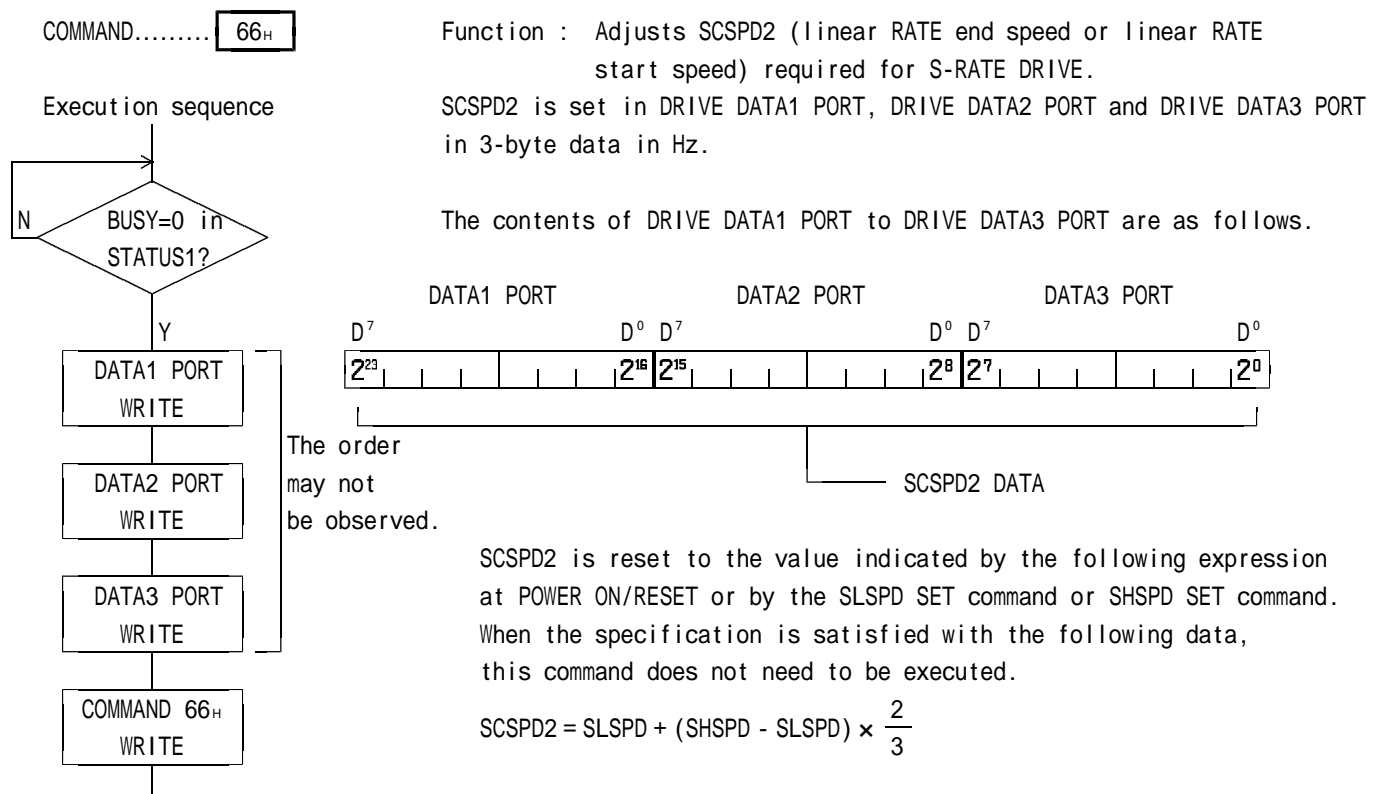 COMMAND......... 66H
Function : Adjusts SCSPD2 (linear RATE end speed or linear RATE
start speed) required for S-RATE DRIVE.
Execution sequence
SCSPD2 is set in DRIVE DATA1 PORT, DRIVE DATA2 PORT and DRIVE DATA3 PORT
in 3-byte data in Hz.
N
BUSY=0 in
STATUS1?
Y
The contents of DRIVE DATA1 PORT to DRIVE DATA3 PORT are as follows.
DATA1 PORT DATA2 PORT DATA3 PORT
D⁷ D⁰ D⁷ D⁰ D⁷ D⁰
2²³ 2¹⁶ 2¹⁵ 2⁸ 2⁷ 2⁰
SCSPD2 DATA
DATA1 PORT
WRITE
DATA2 PORT
WRITE
DATA3 PORT
WRITE
The order
may not
be observed.
COMMAND 66H
WRITE
SCSPD2 is reset to the value indicated by the following expression
at POWER ON/RESET or by the SLSPD SET command or SHSPD SET command.
When the specification is satisfied with the following data,
this command does not need to be executed.
SCSPD2 = SLSPD + (SHSPD - SLSPD) × 2/3